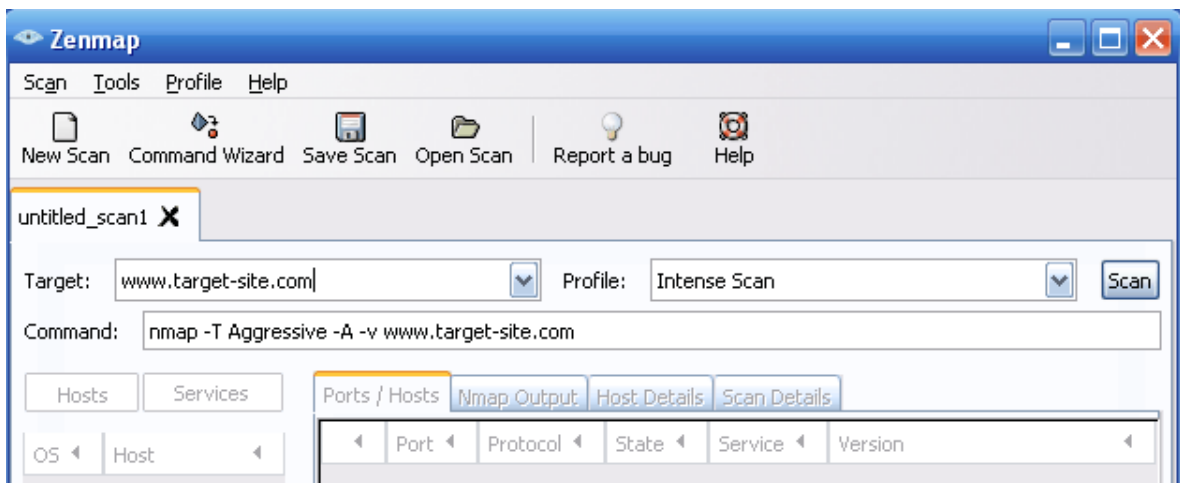 Zenmap
Scan Tools Profile Help
New Scan Command Wizard Save Scan Open Scan Report a bug Help
untitled_scan1
Target: www.target-site.com Profile: Intense Scan Scan
Command: nmap -T Aggressive -A -v www.target-site.com
Hosts Services Ports / Hosts Nmap Output Host Details Scan Details
OS Host Port Protocol State Service Version